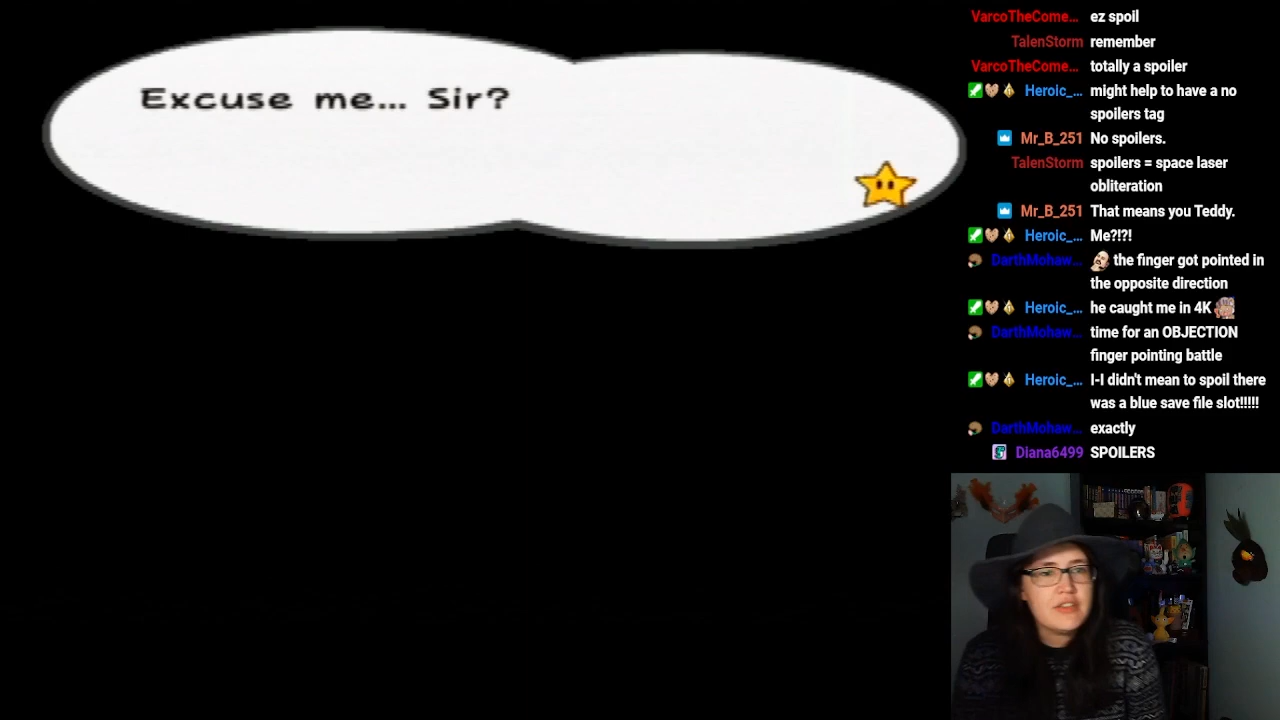 Excuse me... Sir?
VarcoTheCome... ez spoil
TalenStorm remember
VarcoTheCome... totally a spoiler
Heroic_... might help to have a no
spoilers tag
Mr_B_251 No spoilers.
TalenStorm spoilers = space laser
obliteration
Mr_B_251 That means you Teddy.
Heroic_... Me?!?!
DarthMohaw... the finger got pointed in
the opposite direction
Heroic_... he caught me in 4K
DarthMohaw... time for an OBJECTION
finger pointing battle
Heroic_... I-I didn't mean to spoil there
was a blue save file slot!!!!!
DarthMohaw... exactly
Diana6499 SPOILERS